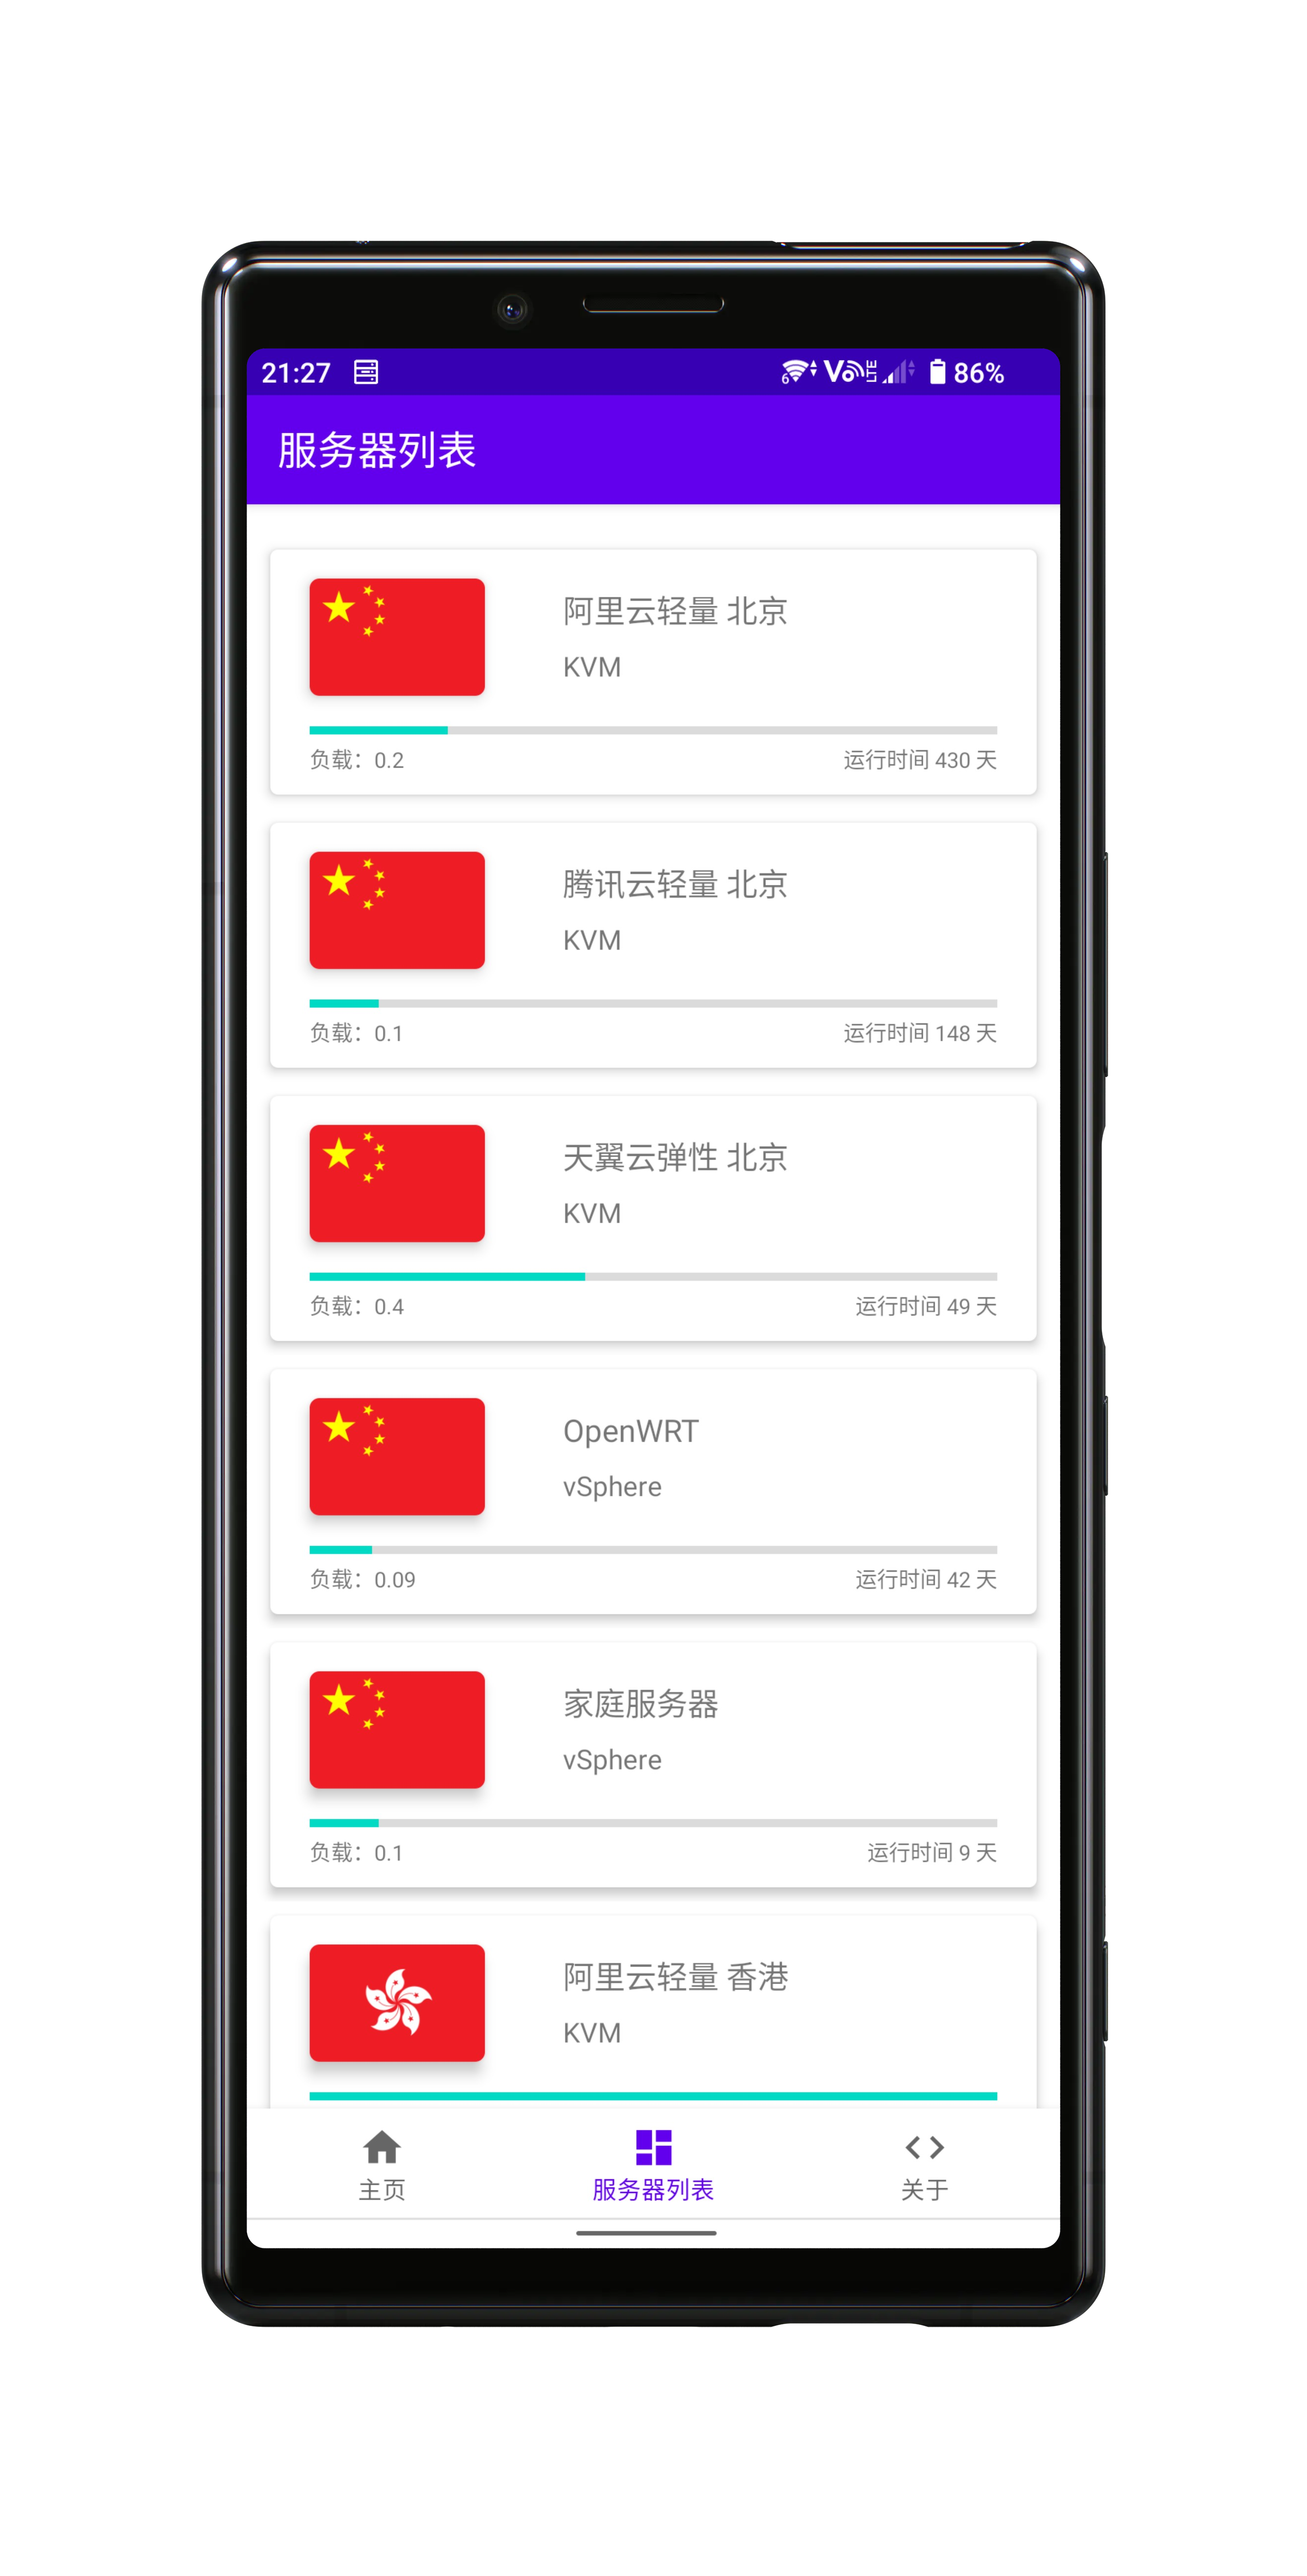 21:27
6 Vo LTE 86%
服务器列表
阿里云轻量 北京
KVM
负载：0.2
运行时间 430 天
腾讯云轻量 北京
KVM
负载：0.1
运行时间 148 天
天翼云弹性 北京
KVM
负载：0.4
运行时间 49 天
OpenWRT
vSphere
负载：0.09
运行时间 42 天
家庭服务器
vSphere
负载：0.1
运行时间 9 天
阿里云轻量 香港
KVM
主页
服务器列表
关于